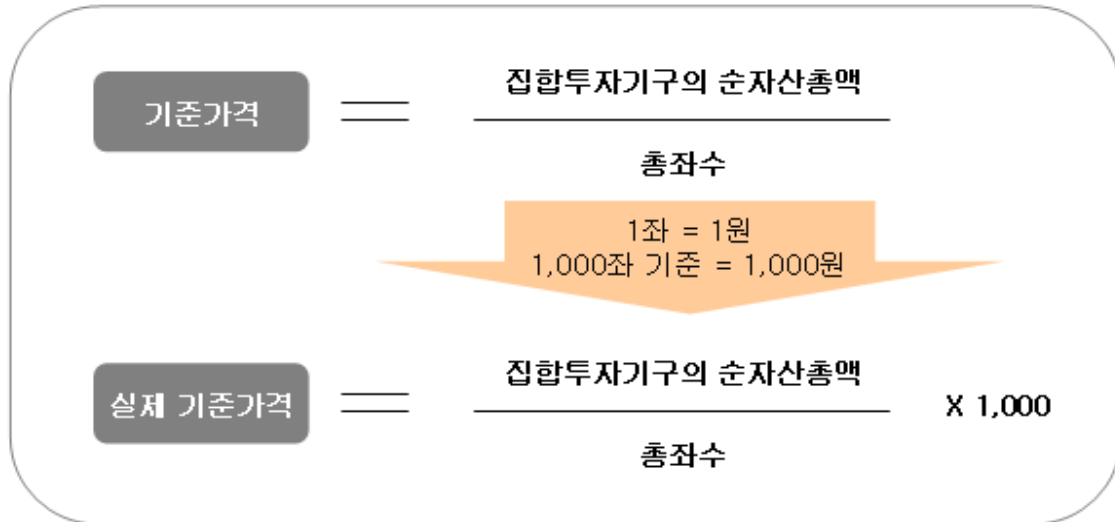 집합투자기구의 순자산총액
기준가격
총좌수
1좌 = 1원
1,000좌 기준 = 1,000원
집합투자기구의 순자산총액
실제 기준가격
X 1,000
총좌수